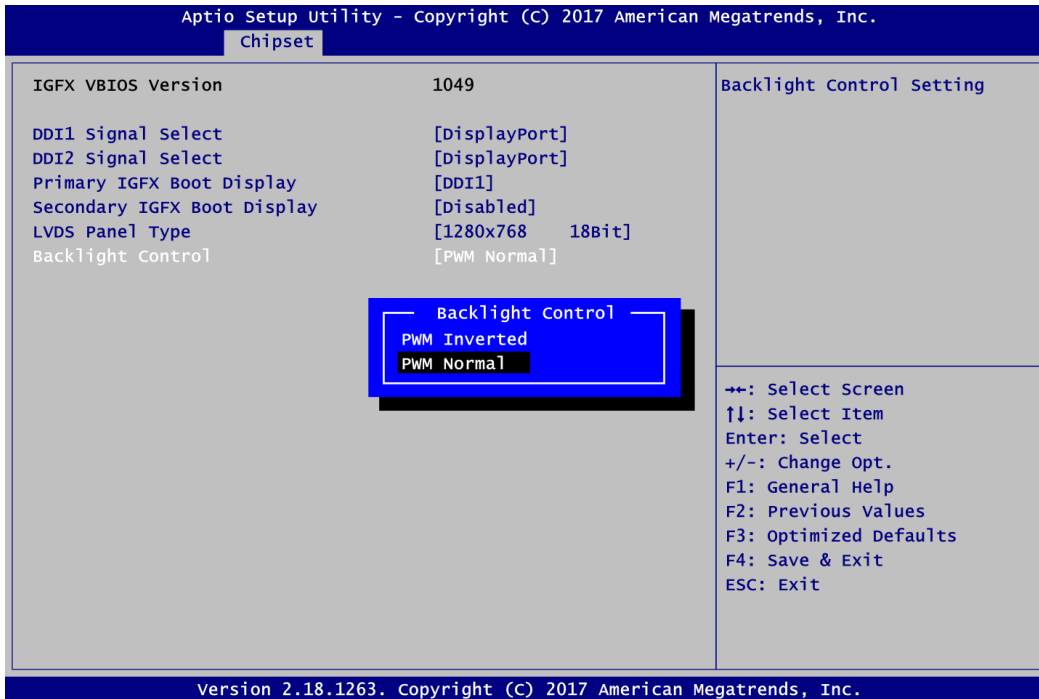 Aptio Setup Utility - Copyright (C) 2017 American Megatrends, Inc.
Chipset
IGFX VBIOS Version 1049
DDI1 Signal Select [DisplayPort]
DDI2 Signal Select [DisplayPort]
Primary IGFX Boot Display [DDI1]
Secondary IGFX Boot Display [Disabled]
LVDS Panel Type [1280x768 18Bit]
Backlight Control [PWM Normal]
Backlight Control
PWM Inverted
PWM Normal
Backlight Control Setting
→←: Select Screen
↑↓: Select Item
Enter: Select
+/-: Change Opt.
F1: General Help
F2: Previous Values
F3: Optimized Defaults
F4: Save & Exit
ESC: Exit
Version 2.18.1263. Copyright (C) 2017 American Megatrends, Inc.